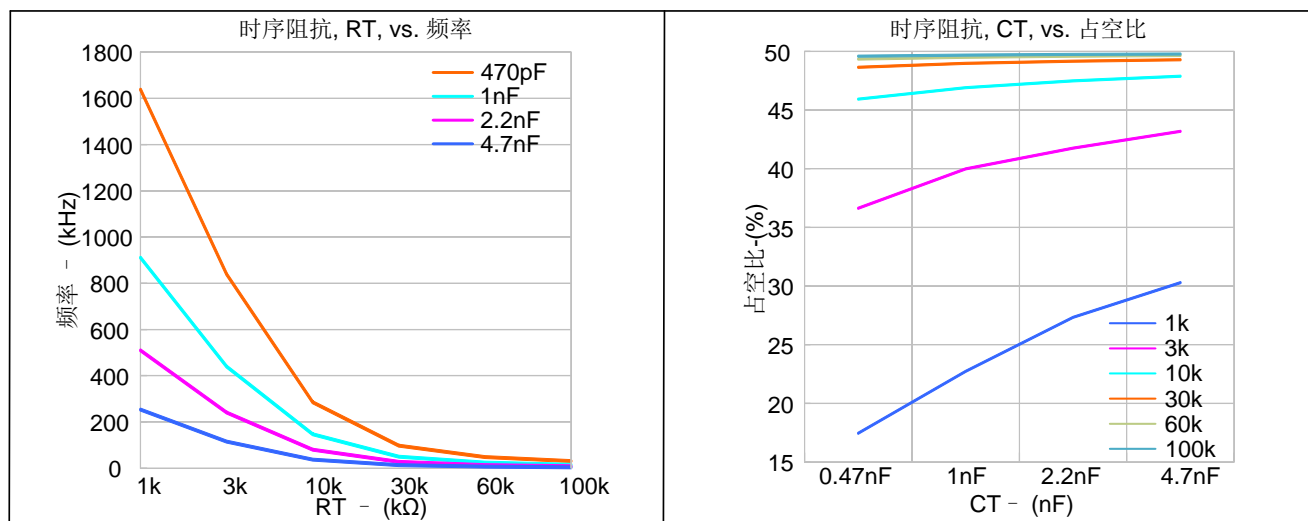 时序阻抗, RT, vs. 频率
1800
1600
1400
1200
1000
800
600
400
200
0
频率 - (kHz)
470pF
1nF
2.2nF
4.7nF
1k 3k 10k 30k 60k 100k
RT - (kΩ)
时序阻抗, CT, vs. 占空比
50
45
40
35
30
25
20
15
占空比-(%)
1k
3k
10k
30k
60k
100k
0.47nF 1nF 2.2nF 4.7nF
CT - (nF)